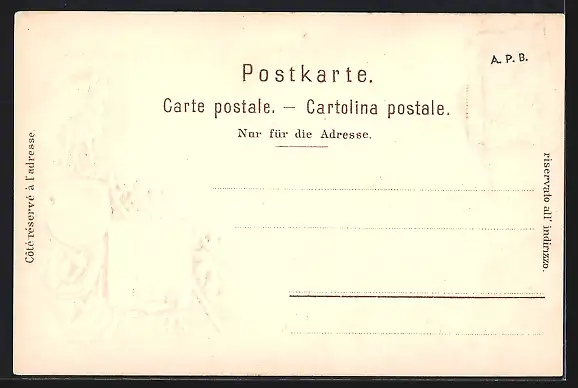 A. P. B.
Postkarte.
Carte postale. – Cartolina postale.
Nur für die Adresse.
Côté réservé à l'adresse.
riservato all' indirizzo.